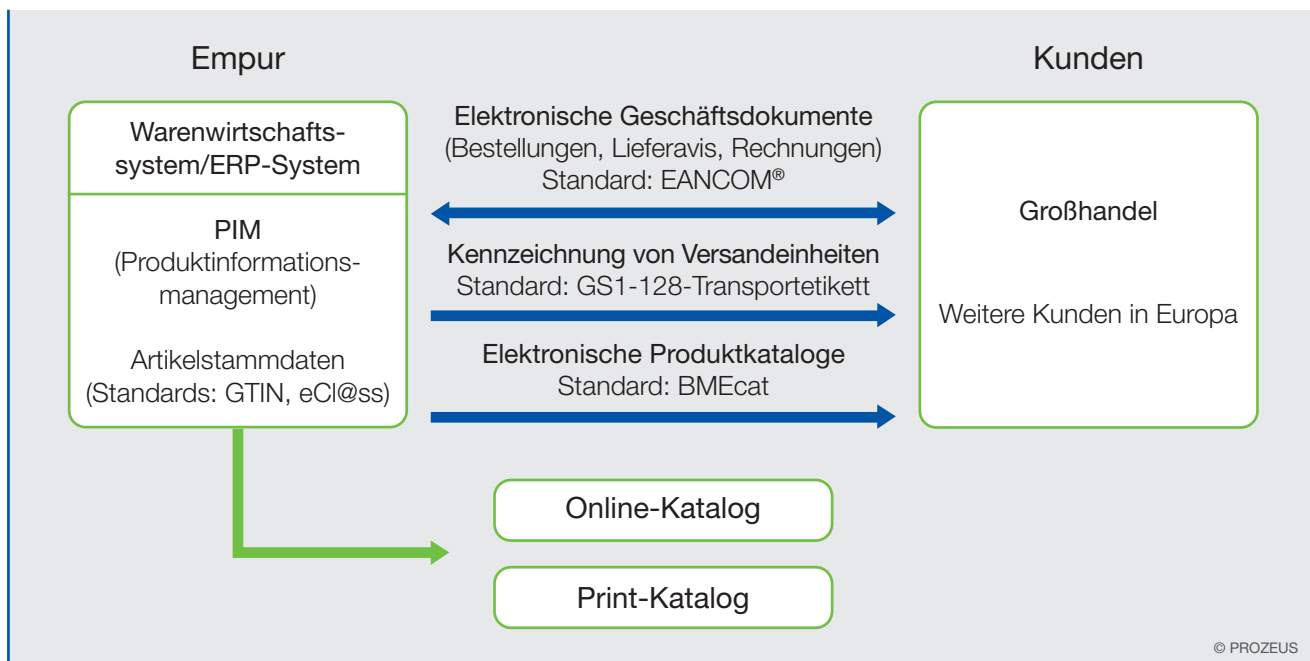 Empur
Kunden
Warenwirtschafts-
system/ERP-System
PIM
(Produktinformations-
management)
Artikelstammdaten
(Standards: GTIN, eCl@ss)
Elektronische Geschäftsdokumente
(Bestellungen, Lieferavis, Rechnungen)
Standard: EANCOM®
Kennzeichnung von Versandeinheiten
Standard: GS1-128-Transportetikett
Elektronische Produktkataloge
Standard: BMEcat
Großhandel
Weitere Kunden in Europa
Online-Katalog
Print-Katalog
© PROZEUS